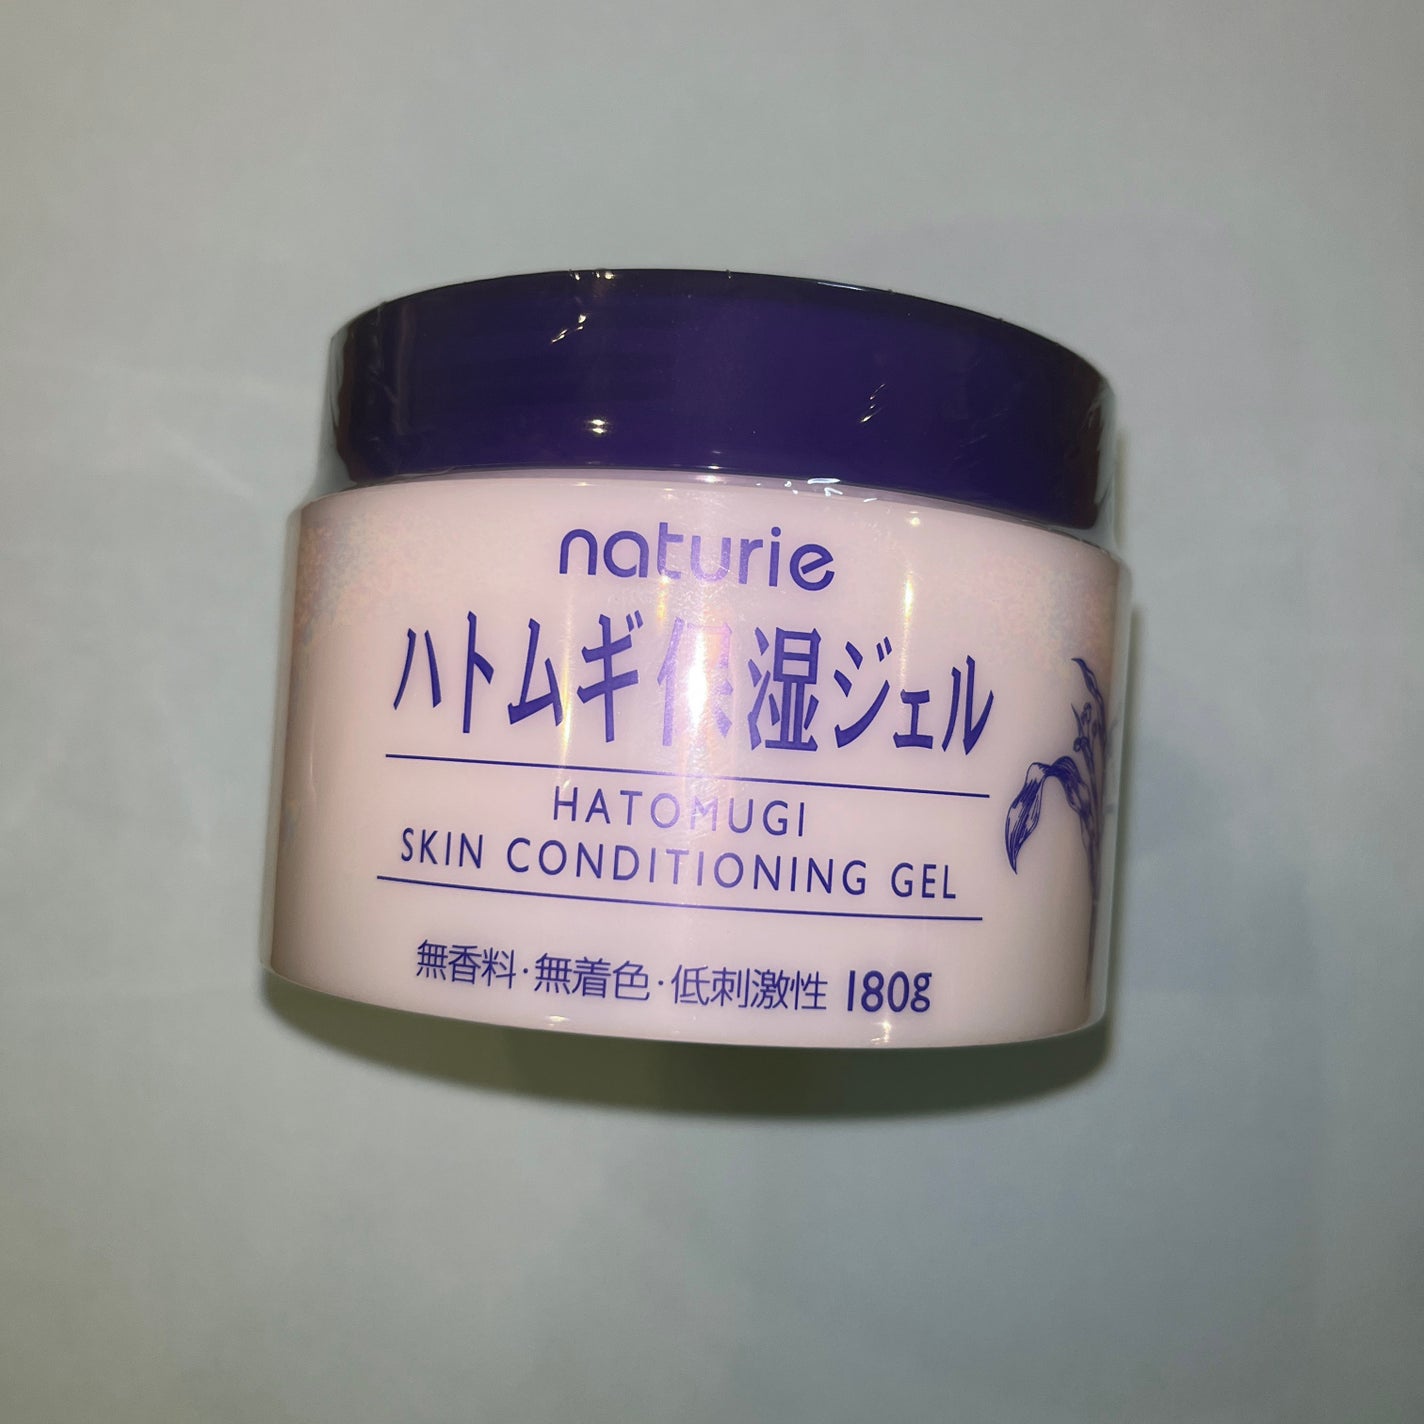 naturie
ハトムギ保湿ジェル
HATOMUGI
SKIN CONDITIONING GEL
無香料・無着色・低刺激性 180g